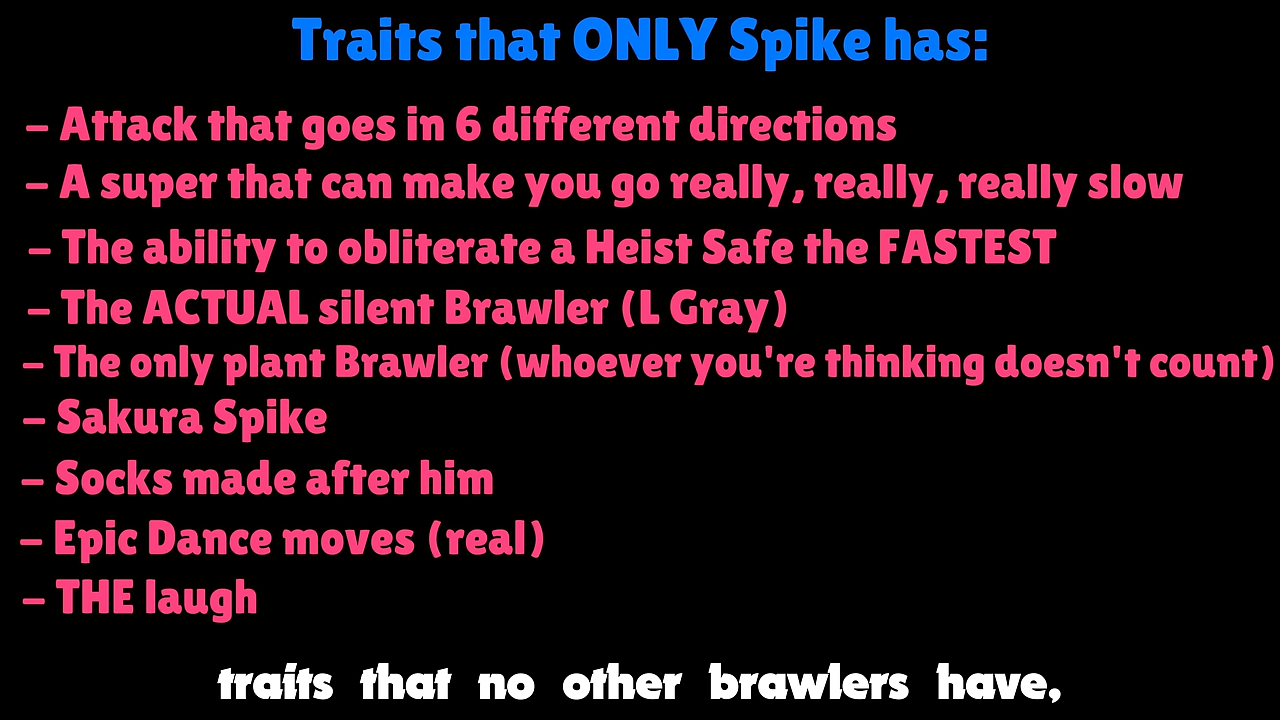 Traits that ONLY Spike has:
– Attack that goes in 6 different directions
– A super that can make you go really, really, really slow
– The ability to obliterate a Heist Safe the FASTEST
– The ACTUAL silent Brawler (L Gray)
– The only plant Brawler (whoever you're thinking doesn't count)
– Sakura Spike
– Socks made after him
– Epic Dance moves (real)
– THE laugh
traits that no other brawlers have,